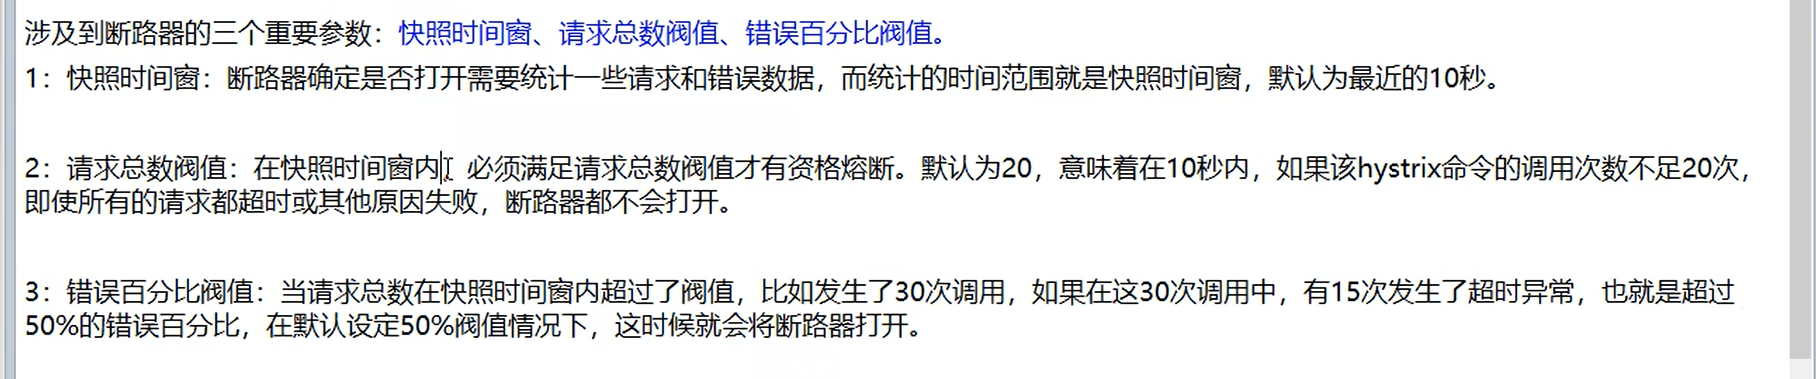 涉及到断路器的三个重要参数：快照时间窗、请求总数阀值、错误百分比阀值。
1：快照时间窗：断路器确定是否打开需要统计一些请求和错误数据，而统计的时间范围就是快照时间窗，默认为最近的10秒。
2：请求总数阀值：在快照时间窗内，必须满足请求总数阀值才有资格熔断。默认为20，意味着在10秒内，如果该hystrix命令的调用次数不足20次，
即使所有的请求都超时或其他原因失败，断路器都不会打开。
3：错误百分比阀值：当请求总数在快照时间窗内超过了阀值，比如发生了30次调用，如果在这30次调用中，有15次发生了超时异常，也就是超过
50%的错误百分比，在默认设定50%阀值情况下，这时候就会将断路器打开。